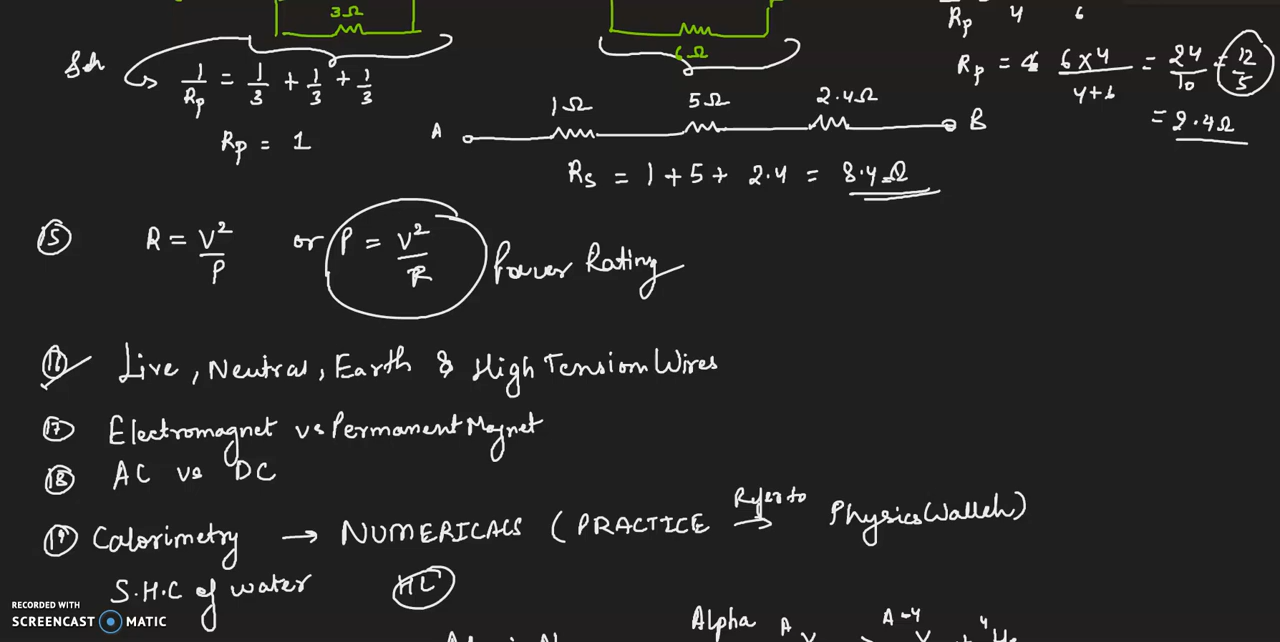 3Ω
6Ω
Rp 4 6
Soln
1/Rp = 1/3 + 1/3 + 1/3
Rp = 6×4/4+6 = 24/10 = 12/5
= 2.4Ω
Rp = 1
A 1Ω 5Ω 2.4Ω B
Rs = 1 + 5 + 2.4 = 8.4Ω
15 R = V²/P or P = V²/R Power Rating
16 Live, Neutral, Earth & High Tension Wires
17 Electromagnet vs Permanent Magnet
18 AC vs DC
19 Calorimetry → NUMERICALS (PRACTICE Refer to → Physics Wallah)
S.H.C of water HL
RECORDED WITH
SCREENCAST MATIC
Alpha A A-4 4